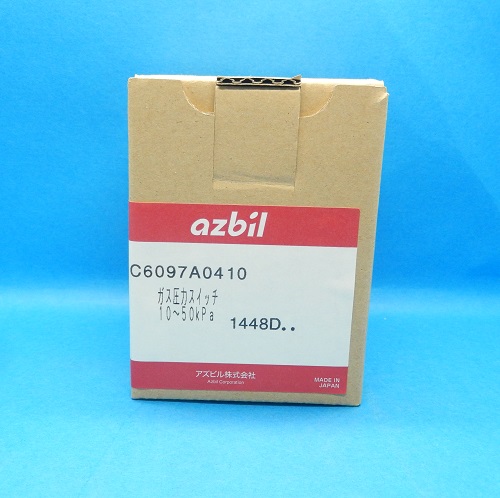 azbil
C6097A0410
ガス圧力スイッチ
10~50kPa
1448D..
アズビル株式会社
Azbil Corporation
MADE IN
JAPAN